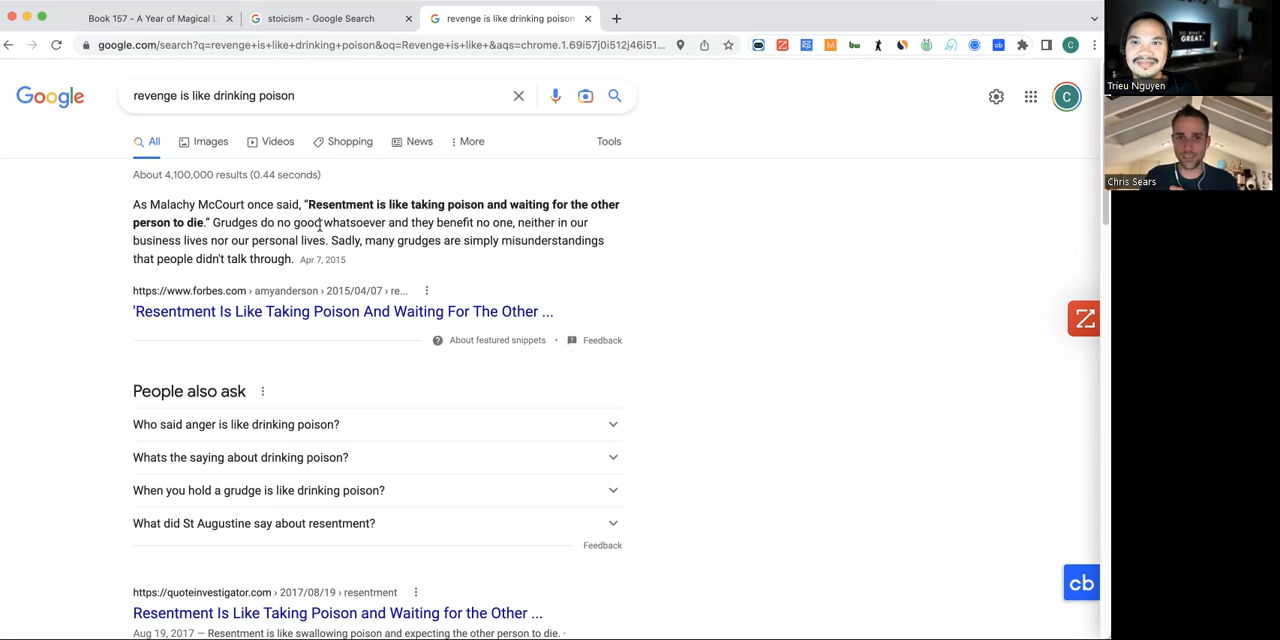 Book 157 - A Year of Magical L
stoicism - Google Search
revenge is like drinking poison
google.com/search?q=revenge+is+like+drinking+poison&oq=Revenge+is+like+&aqs=chrome.1.69i57j0i512j46i51...
C
Google
revenge is like drinking poison
C
All
Images
Videos
Shopping
News
More
Tools
About 4,100,000 results (0.44 seconds)
As Malachy McCourt once said, “Resentment is like taking poison and waiting for the other
person to die.” Grudges do no good whatsoever and they benefit no one, neither in our
business lives nor our personal lives. Sadly, many grudges are simply misunderstandings
that people didn't talk through. Apr 7, 2015
https://www.forbes.com › amyanderson › 2015/04/07 › re...
'Resentment Is Like Taking Poison And Waiting For The Other ...
About featured snippets • Feedback
People also ask
Who said anger is like drinking poison?
Whats the saying about drinking poison?
When you hold a grudge is like drinking poison?
What did St Augustine say about resentment?
Feedback
https://quoteinvestigator.com › 2017/08/19 › resentment
Resentment Is Like Taking Poison and Waiting for the Other ...
Aug 19, 2017 — Resentment is like swallowing poison and expecting the other person to die. ·
cb
DO WHAT IS
GREAT.
Trieu Nguyen
Chris Sears